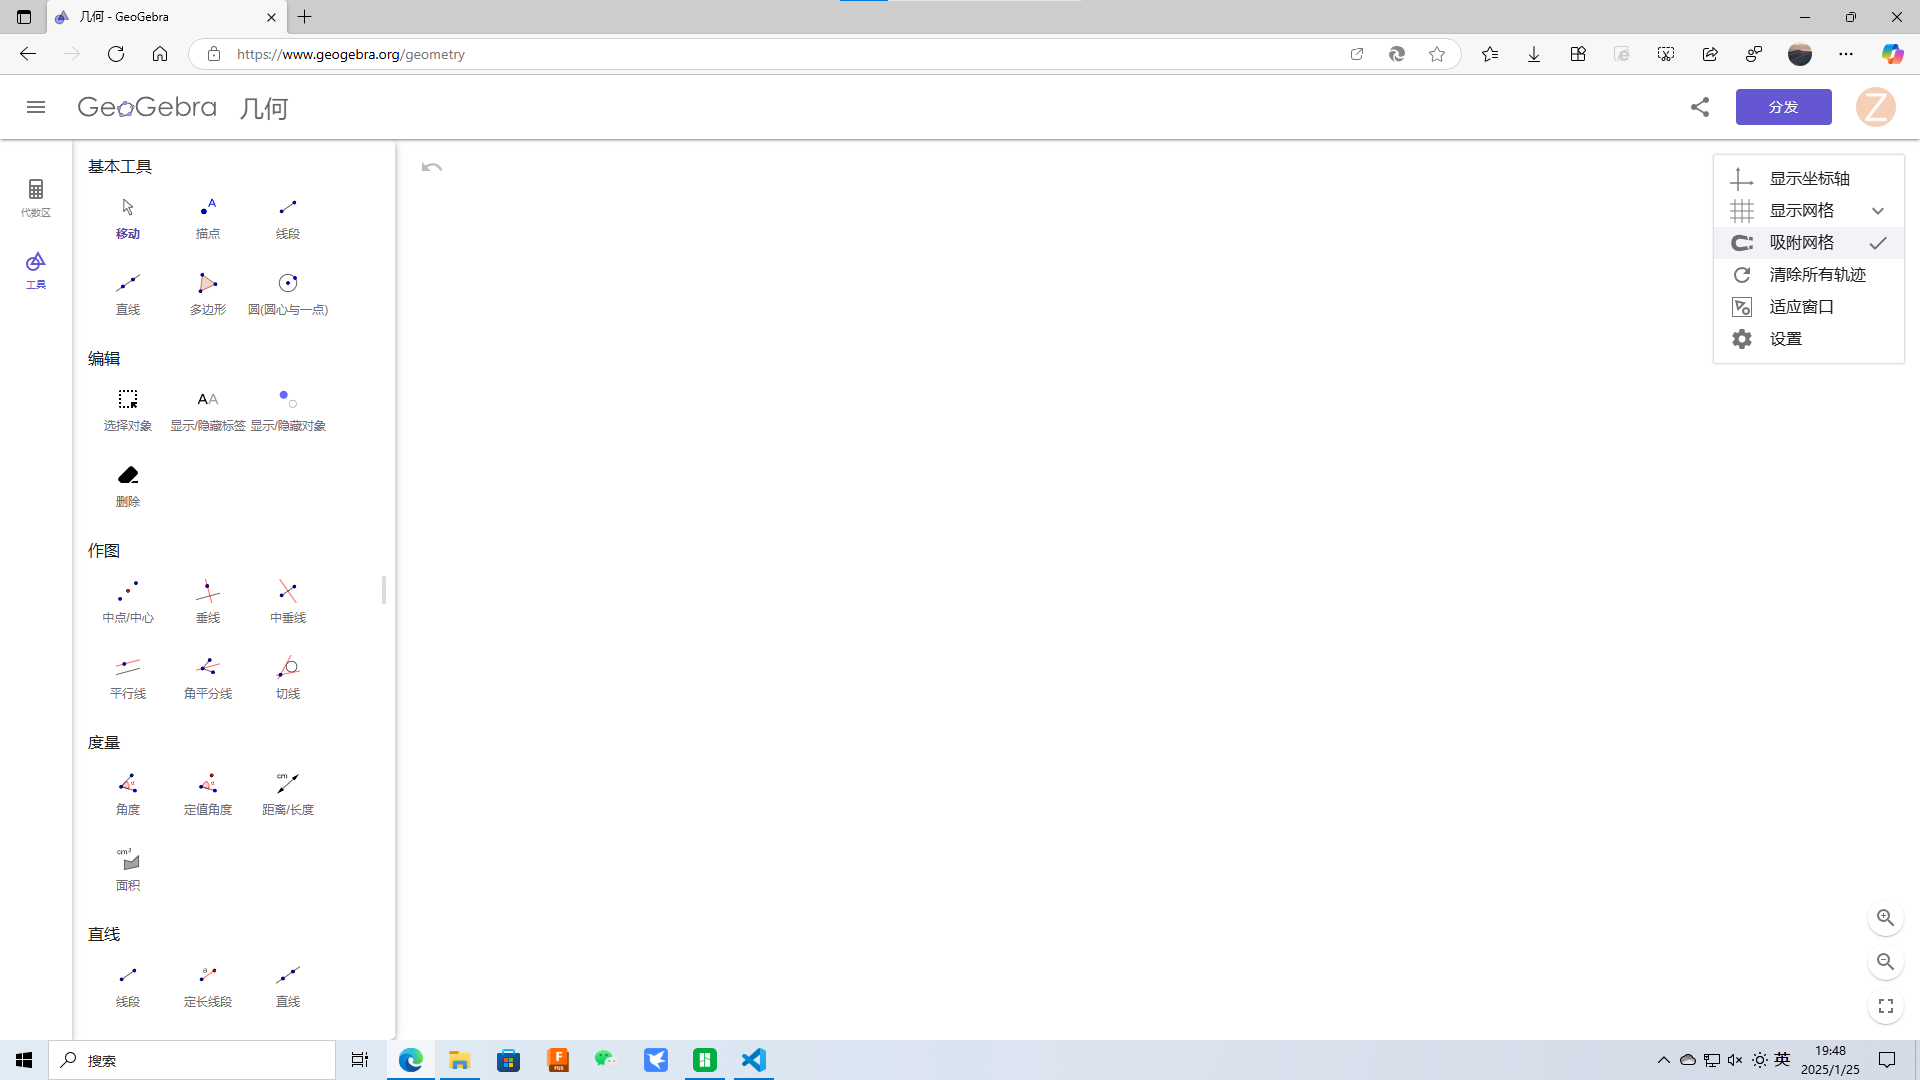 几何 - GeoGebra
https://www.geogebra.org/geometry
GeoGebra 几何
分发
Z
代数区
工具
基本工具
移动 描点 线段
直线 多边形 圆(圆心与一点)
编辑
AA
选择对象 显示/隐藏标签 显示/隐藏对象
删除
作图
中点/中心 垂线 中垂线
平行线 角平分线 切线
度量
cm
角度 定值角度 距离/长度
cm²
面积
直线
a
线段 定长线段 直线
显示坐标轴
显示网格
吸附网格
清除所有轨迹
适应窗口
设置
搜索
英
19:48
2025/1/25